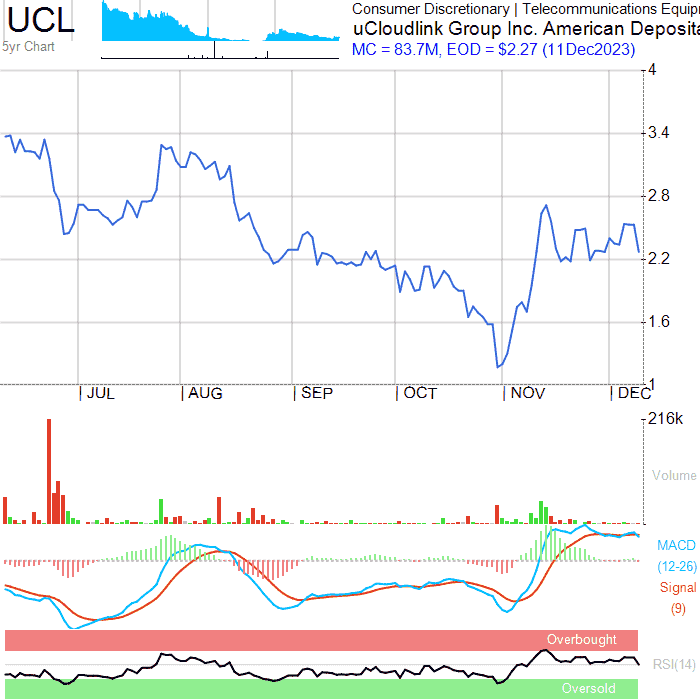 UCL
5yr Chart
Consumer Discretionary | Telecommunications Equip
uCloudlink Group Inc. American Deposita
MC = 83.7M, EOD = $2.27 (11Dec2023)
4
3.4
2.8
2.2
1.6
1
JUL AUG SEP OCT NOV DEC
216k
Volume
MACD
(12-26)
Signal
(9)
Overbought
RSI(14)
Oversold